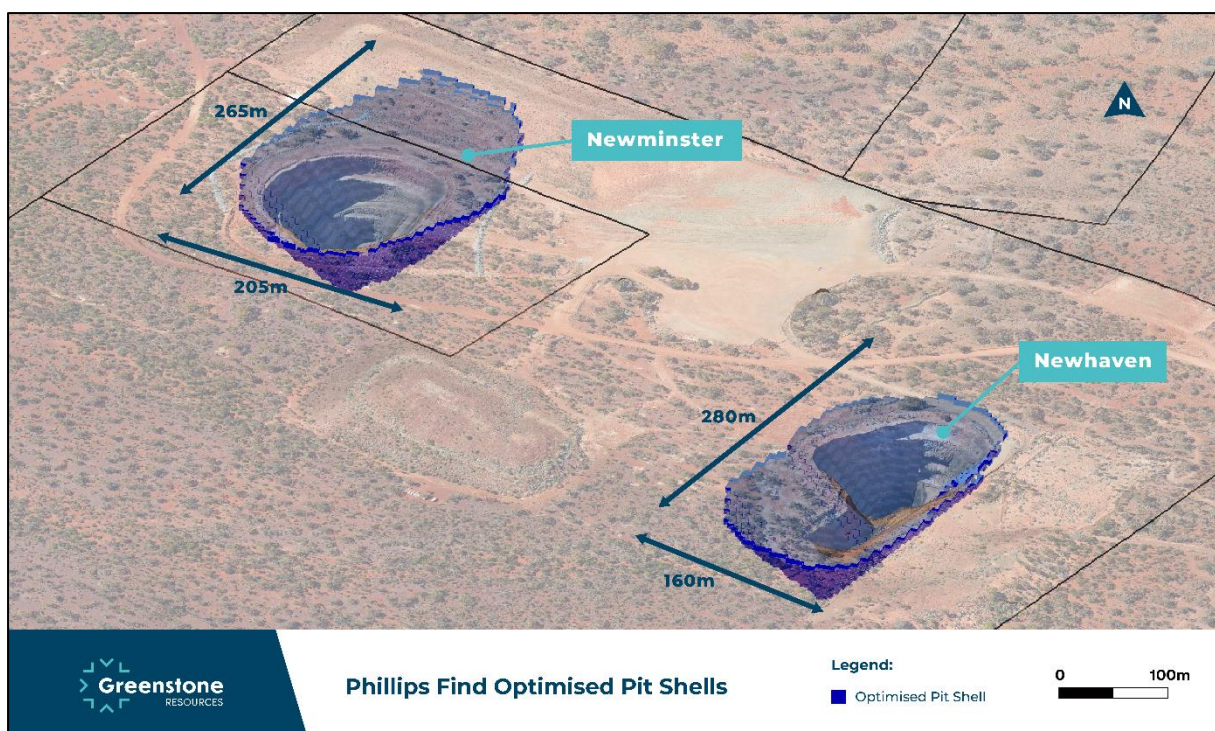 265m
Newminster
N
205m
Newhaven
280m
160m
Greenstone
RESOURCES
Phillips Find Optimised Pit Shells
Legend:
Optimised Pit Shell
0 100m